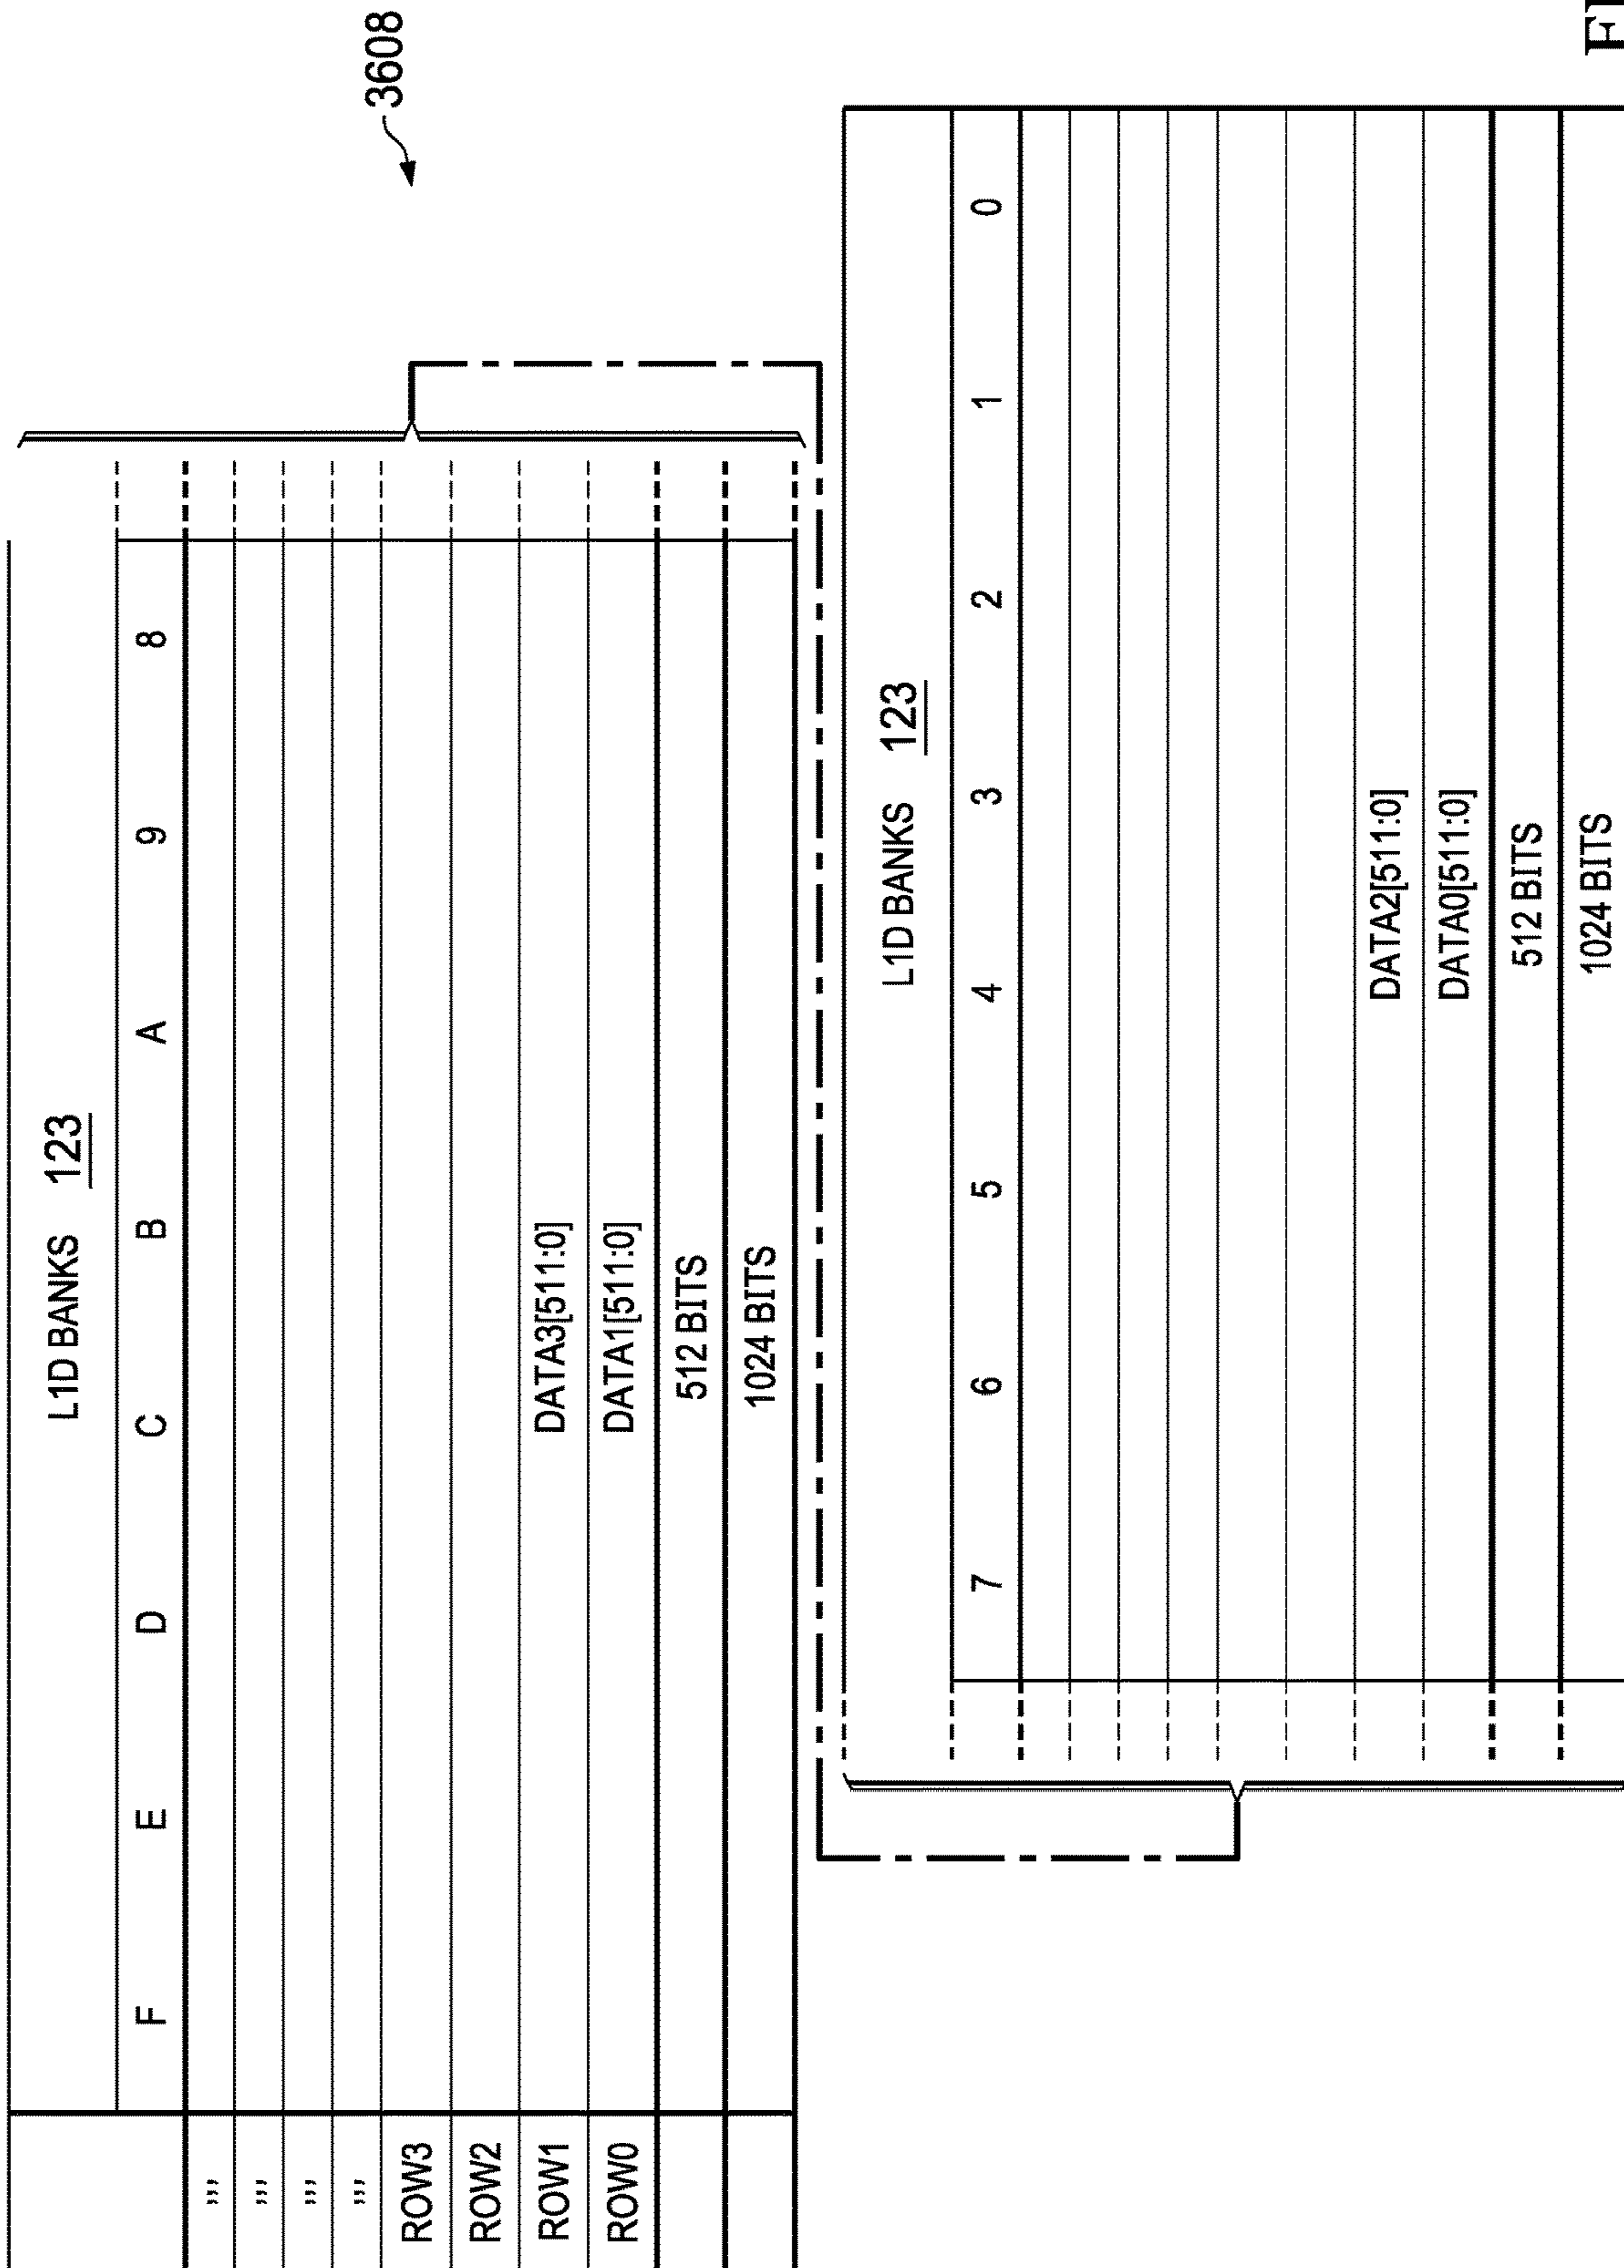 3608
L1D BANKS 123
F E D C B A 9 8
,,,
,,,
,,,
,,,
ROW3
ROW2
ROW1 DATA3[511:0]
ROW0 DATA1[511:0]
512 BITS
1024 BITS
L1D BANKS 123
7 6 5 4 3 2 1 0
DATA2[511:0]
DATA0[511:0]
512 BITS
1024 BITS